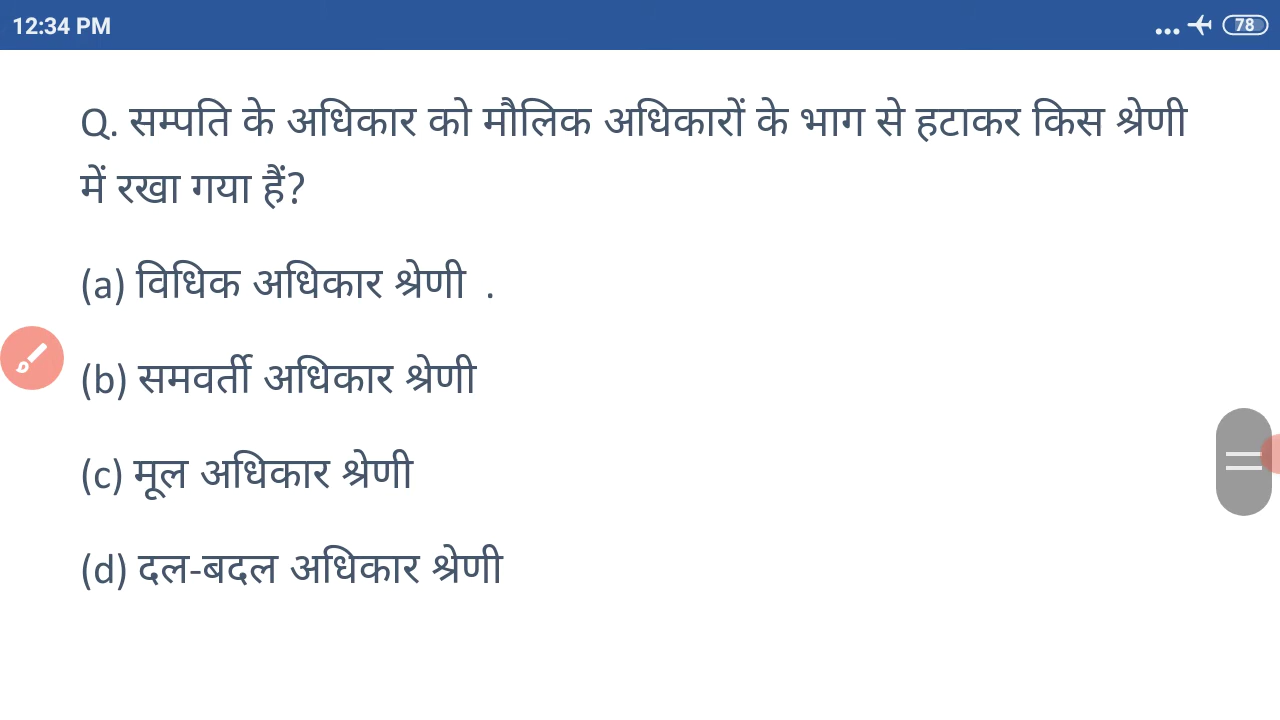 12:34 PM
78
Q. सम्पति के अधिकार को मौलिक अधिकारों के भाग से हटाकर किस श्रेणी
में रखा गया हैं?
(a) विधिक अधिकार श्रेणी .
(b) समवर्ती अधिकार श्रेणी
(c) मूल अधिकार श्रेणी
(d) दल-बदल अधिकार श्रेणी